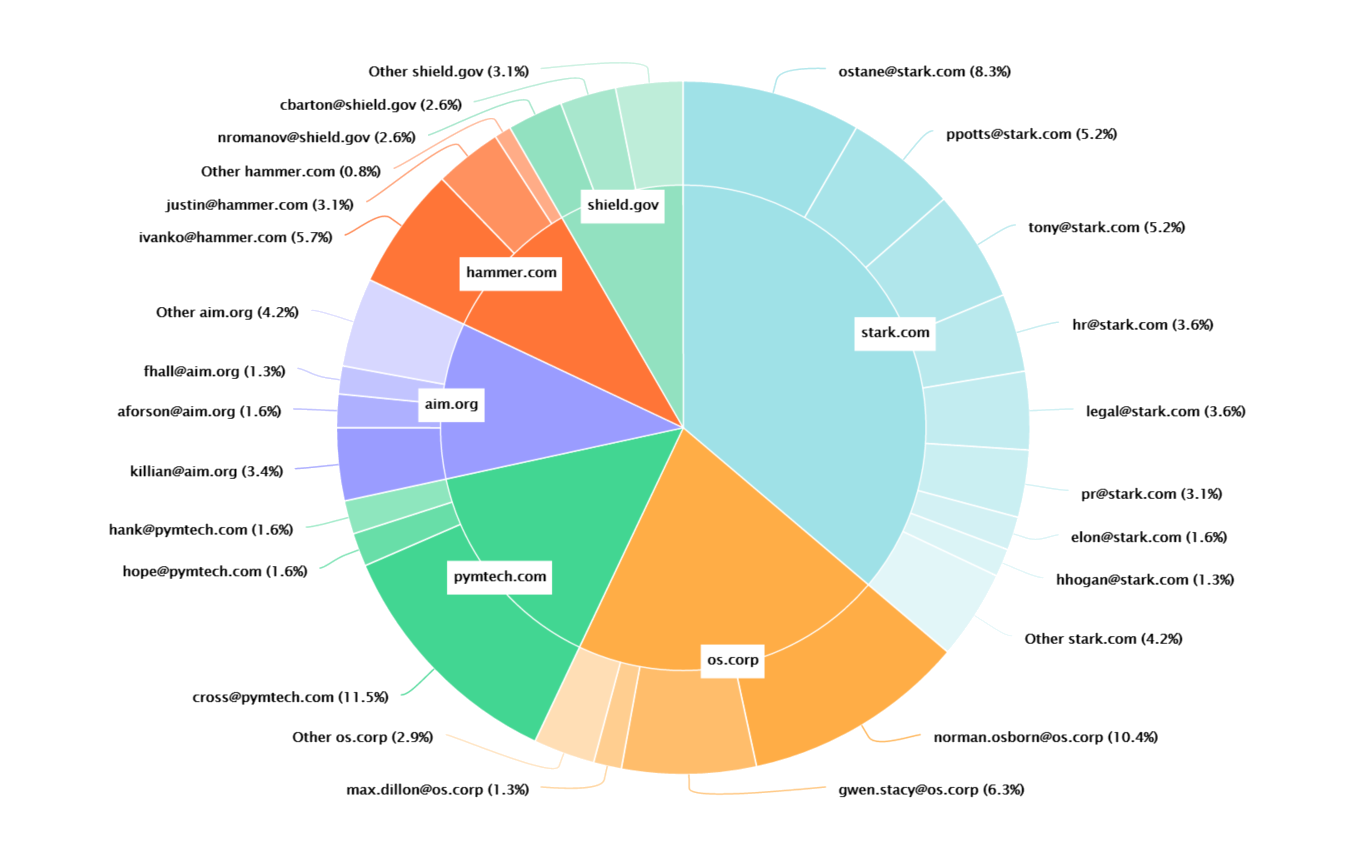 Other shield.gov (3.1%)
cbarton@shield.gov (2.6%)
nromanov@shield.gov (2.6%)
Other hammer.com (0.8%)
justin@hammer.com (3.1%)
ivanko@hammer.com (5.7%)
Other aim.org (4.2%)
fhall@aim.org (1.3%)
aforson@aim.org (1.6%)
killian@aim.org (3.4%)
hank@pymtech.com (1.6%)
hope@pymtech.com (1.6%)
cross@pymtech.com (11.5%)
Other os.corp (2.9%)
max.dillon@os.corp (1.3%)
shield.gov
hammer.com
stark.com
aim.org
pymtech.com
os.corp
ostane@stark.com (8.3%)
ppotts@stark.com (5.2%)
tony@stark.com (5.2%)
hr@stark.com (3.6%)
legal@stark.com (3.6%)
pr@stark.com (3.1%)
elon@stark.com (1.6%)
hhogan@stark.com (1.3%)
Other stark.com (4.2%)
norman.osborn@os.corp (10.4%)
gwen.stacy@os.corp (6.3%)